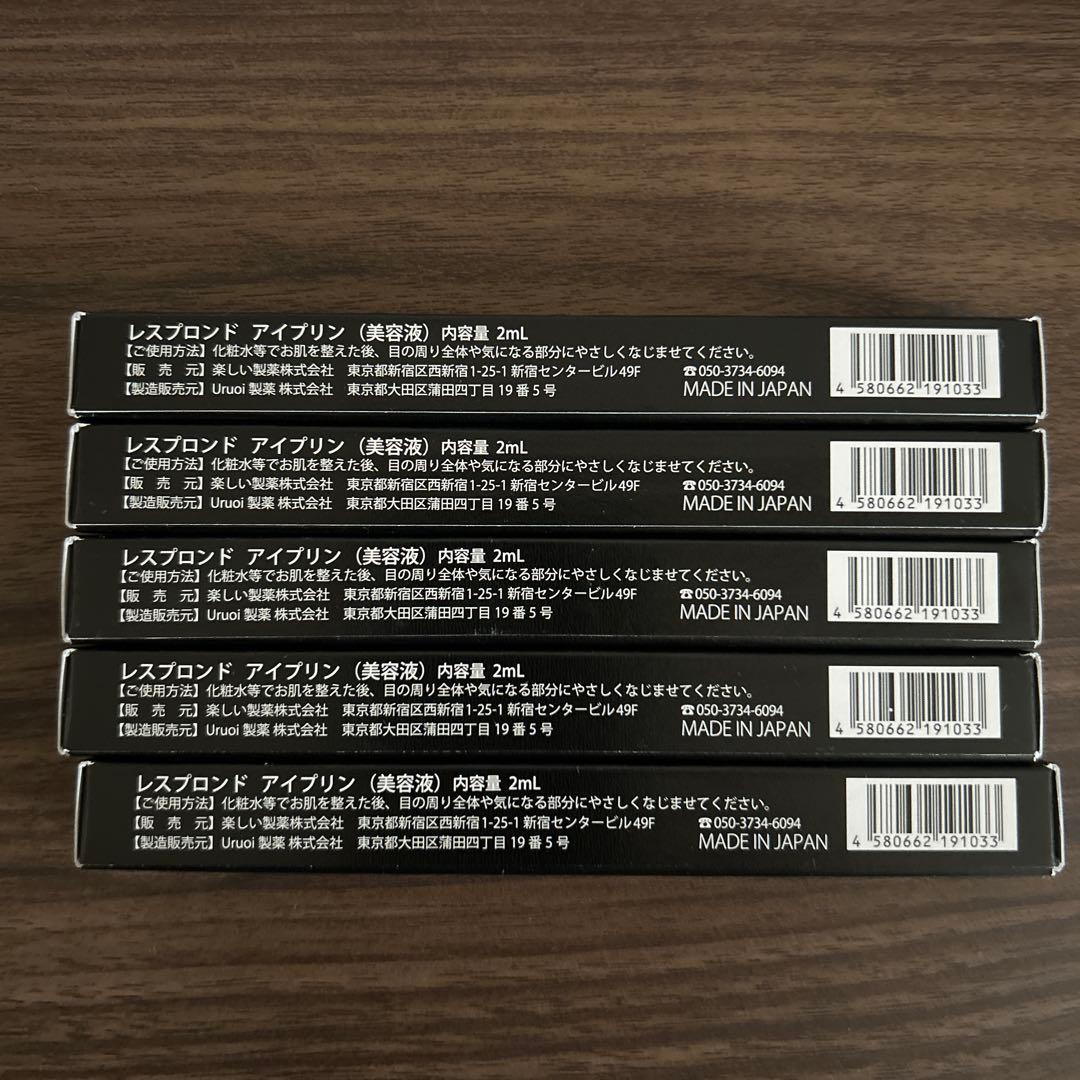 レスプロンド アイプリン（美容液）内容量 2mL
【ご使用方法】化粧水等でお肌を整えた後、目の周り全体や気になる部分にやさしくなじませてください。
【販 売 元】楽しい製薬株式会社 東京都新宿区西新宿1-25-1 新宿センタービル49F ☎050-3734-6094
【製造販売元】Uruoi 製薬 株式会社 東京都大田区蒲田四丁目 19 番 5 号 MADE IN JAPAN
4 580662 191033
レスプロンド アイプリン（美容液）内容量 2mL
【ご使用方法】化粧水等でお肌を整えた後、目の周り全体や気になる部分にやさしくなじませてください。
【販 売 元】楽しい製薬株式会社 東京都新宿区西新宿1-25-1 新宿センタービル49F ☎050-3734-6094
【製造販売元】Uruoi 製薬 株式会社 東京都大田区蒲田四丁目 19 番 5 号 MADE IN JAPAN
4 580662 191033
レスプロンド アイプリン（美容液）内容量 2mL
【ご使用方法】化粧水等でお肌を整えた後、目の周り全体や気になる部分にやさしくなじませてください。
【販 売 元】楽しい製薬株式会社 東京都新宿区西新宿1-25-1 新宿センタービル49F ☎050-3734-6094
【製造販売元】Uruoi 製薬 株式会社 東京都大田区蒲田四丁目 19 番 5 号 MADE IN JAPAN
4 580662 191033
レスプロンド アイプリン（美容液）内容量 2mL
【ご使用方法】化粧水等でお肌を整えた後、目の周り全体や気になる部分にやさしくなじませてください。
【販 売 元】楽しい製薬株式会社 東京都新宿区西新宿1-25-1 新宿センタービル49F ☎050-3734-6094
【製造販売元】Uruoi 製薬 株式会社 東京都大田区蒲田四丁目 19 番 5 号 MADE IN JAPAN
4 580662 191033
レスプロンド アイプリン（美容液）内容量 2mL
【ご使用方法】化粧水等でお肌を整えた後、目の周り全体や気になる部分にやさしくなじませてください。
【販 売 元】楽しい製薬株式会社 東京都新宿区西新宿1-25-1 新宿センタービル49F ☎050-3734-6094
【製造販売元】Uruoi 製薬 株式会社 東京都大田区蒲田四丁目 19 番 5 号 MADE IN JAPAN
4 580662 191033